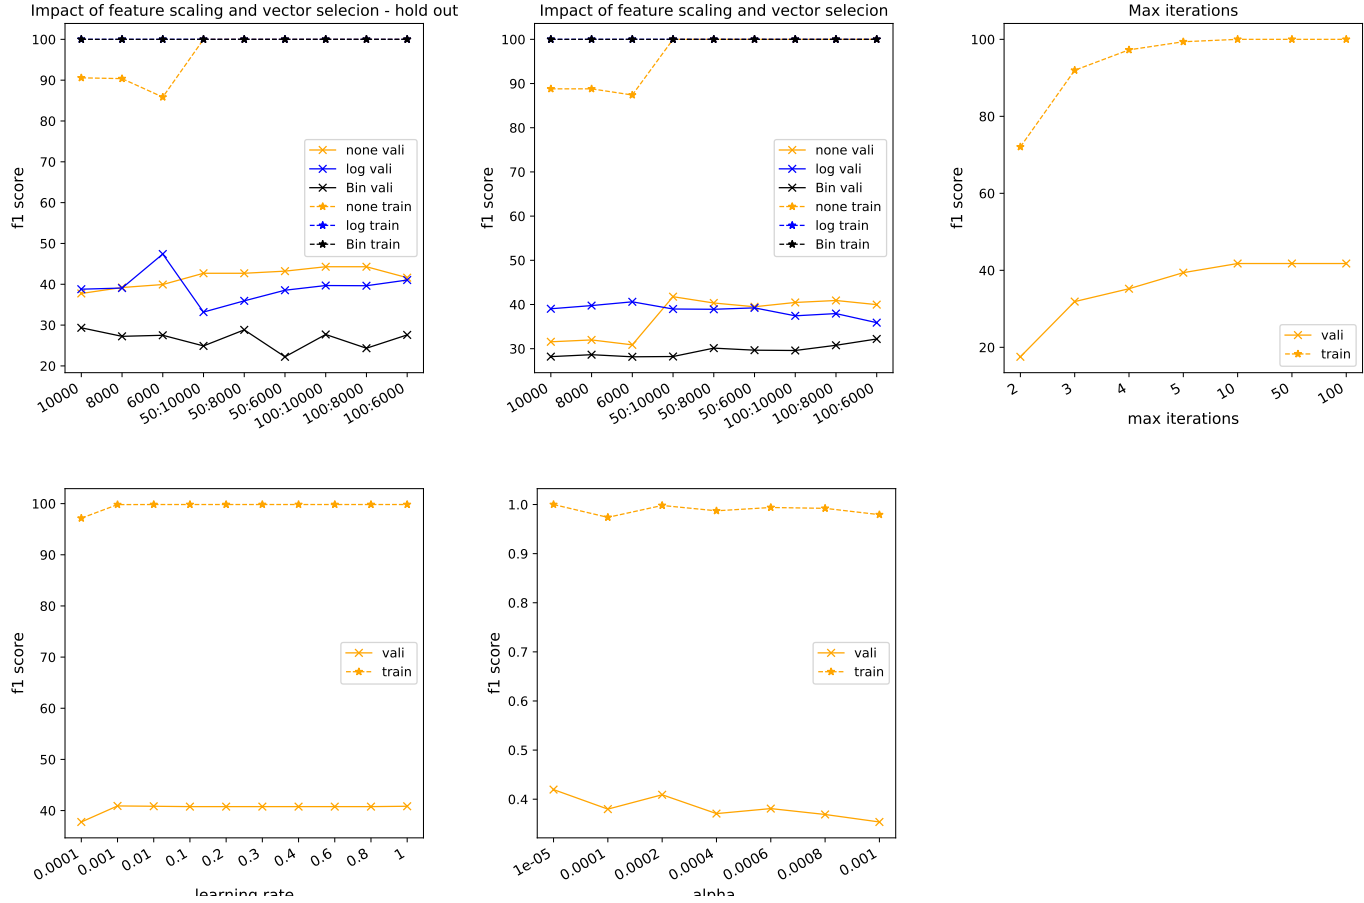 Impact of feature scaling and vector selecion - hold out
100
90
80
70
60
50
40
30
20
f1 score
none vali
log vali
Bin vali
none train
log train
Bin train
10000
8000
6000
50:10000
50:8000
50:6000
100:10000
100:8000
100:6000
Impact of feature scaling and vector selecion
100
90
80
70
60
50
40
30
f1 score
none vali
log vali
Bin vali
none train
log train
Bin train
10000
8000
6000
50:10000
50:8000
50:6000
100:10000
100:8000
100:6000
Max iterations
100
80
60
40
20
f1 score
vali
train
2
3
4
5
10
50
100
max iterations
100
90
80
70
60
50
40
f1 score
vali
train
0.0001
0.001
0.01
0.1
0.2
0.3
0.4
0.6
0.8
1
learning rate
1.0
0.9
0.8
0.7
0.6
0.5
0.4
f1 score
vali
train
1e-05
0.0001
0.0002
0.0004
0.0006
0.0008
0.001
alpha